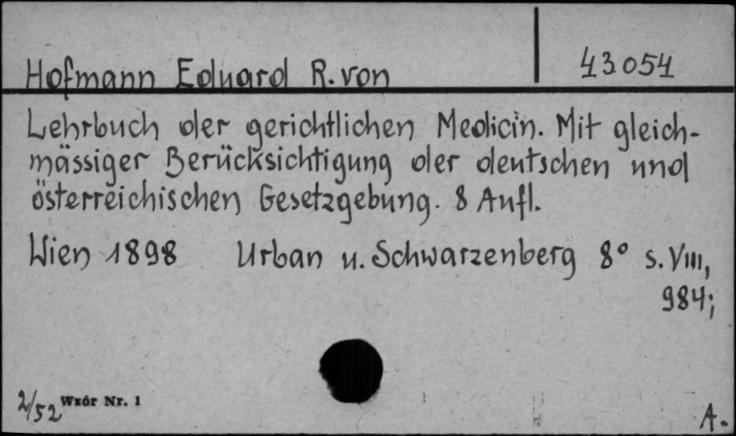 Hofmann Eduard R. von
43054
Lehrbuch der gerichtlichen Medicin. Mit gleich-
mässiger Berücksichtigung der deutschen und
österreichischen Gesetzgebung. 8 Aufl.
Wien 1898 Urban u. Schwarzenberg 8° s. VIII,
984;
2/52 Wzór Nr. 1
A.